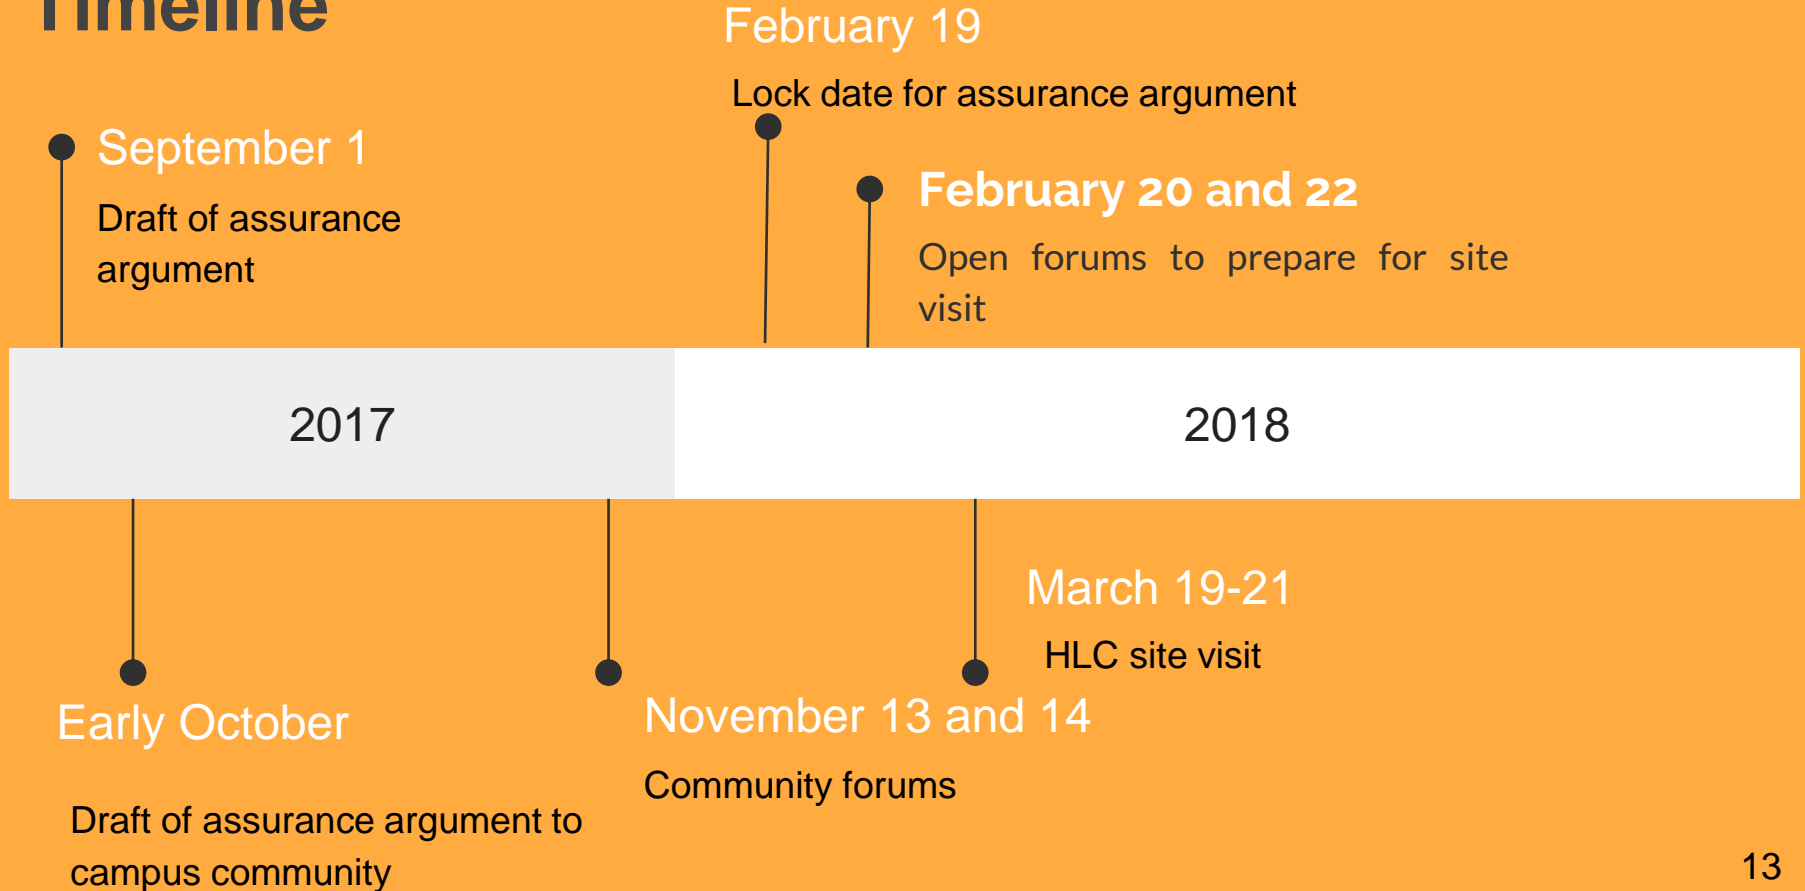 Timeline
February 19
Lock date for assurance argument
September 1
Draft of assurance
argument
February 20 and 22
Open forums to prepare for site
visit
2017
2018
March 19-21
HLC site visit
Early October
Draft of assurance argument to
campus community
November 13 and 14
Community forums
13